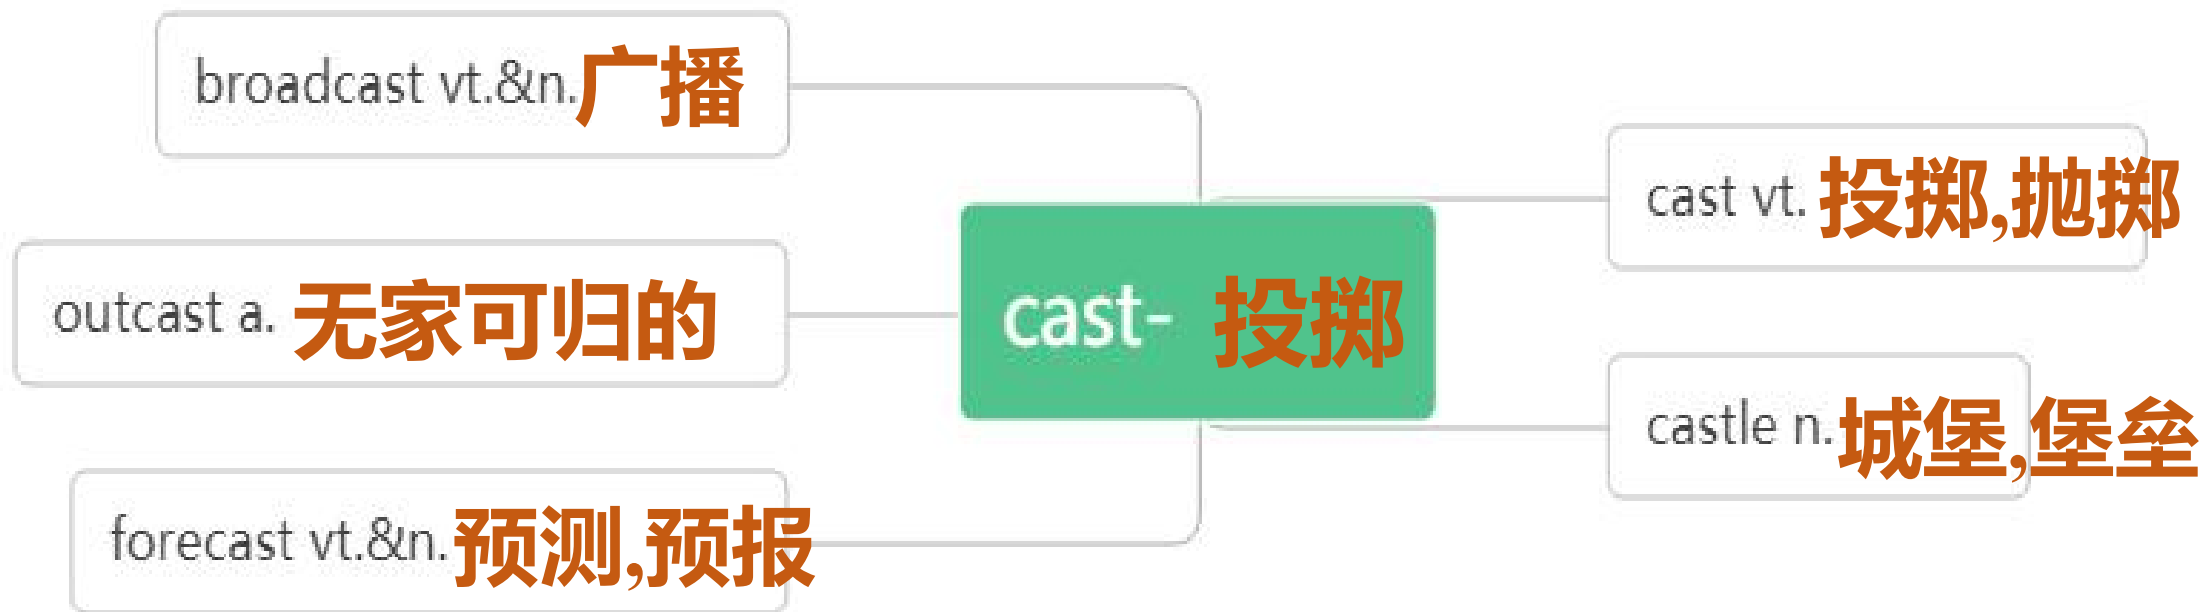 broadcast vt.&n.广播
outcast a. 无家可归的
forecast vt.&n.预测,预报
cast- 投掷
cast vt. 投掷,抛掷
castle n.城堡,堡垒